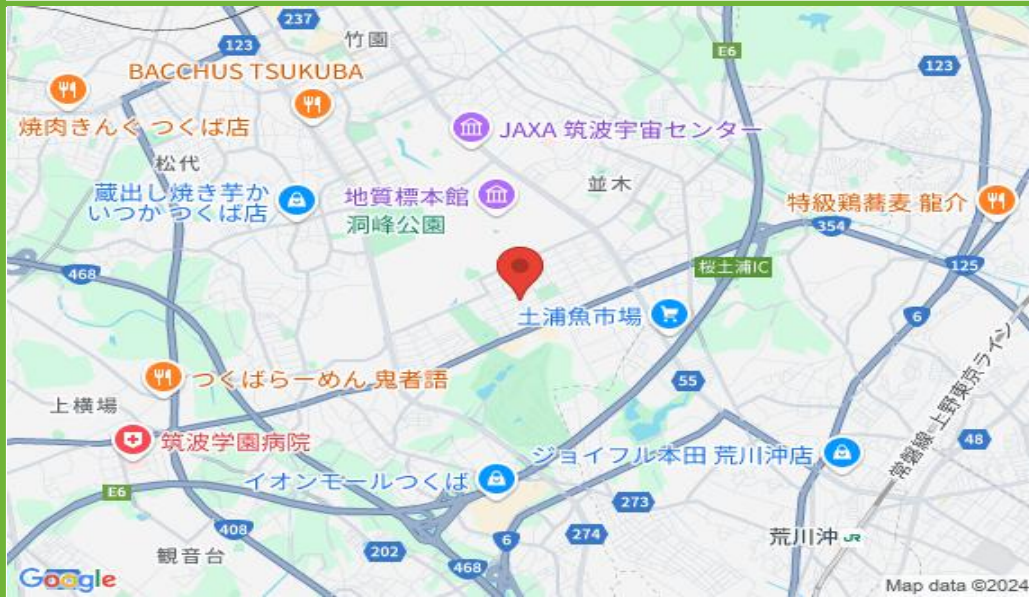 237
竹園
123
E6
123
BACCHUS TSUKUBA
焼肉きんぐ つくば店
JAXA 筑波宇宙センター
松代
並木
蔵出し焼き芋か
いつか つくば店
地質標本館
洞峰公園
特級鶏蕎麦 龍介
354
468
桜土浦IC
125
土浦魚市場
6
常磐線・上野東京ライン
55
つくばらーめん 鬼者語
上横場
筑波学園病院
48
ジョイフル本田 荒川沖店
イオンモールつくば
E6
273
408
274
荒川沖 JR
観音台
202
6
468
Google
Map data ©2024